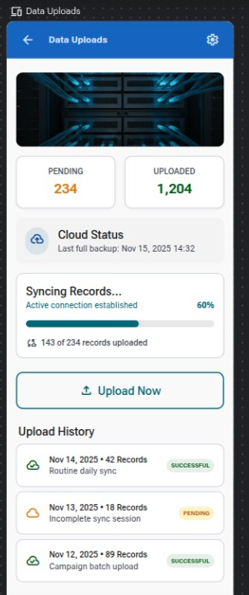 Data Uploads
Data Uploads
PENDING
234
UPLOADED
1,204
Cloud Status
Last full backup: Nov 15, 2025 14:32
Syncing Records...
Active connection established
60%
143 of 234 records uploaded
Upload Now
Upload History
Nov 14, 2025 • 42 Records
Routine daily sync
SUCCESSFUL
Nov 13, 2025 • 18 Records
Incomplete sync session
PENDING
Nov 12, 2025 • 89 Records
Campaign batch upload
SUCCESSFUL